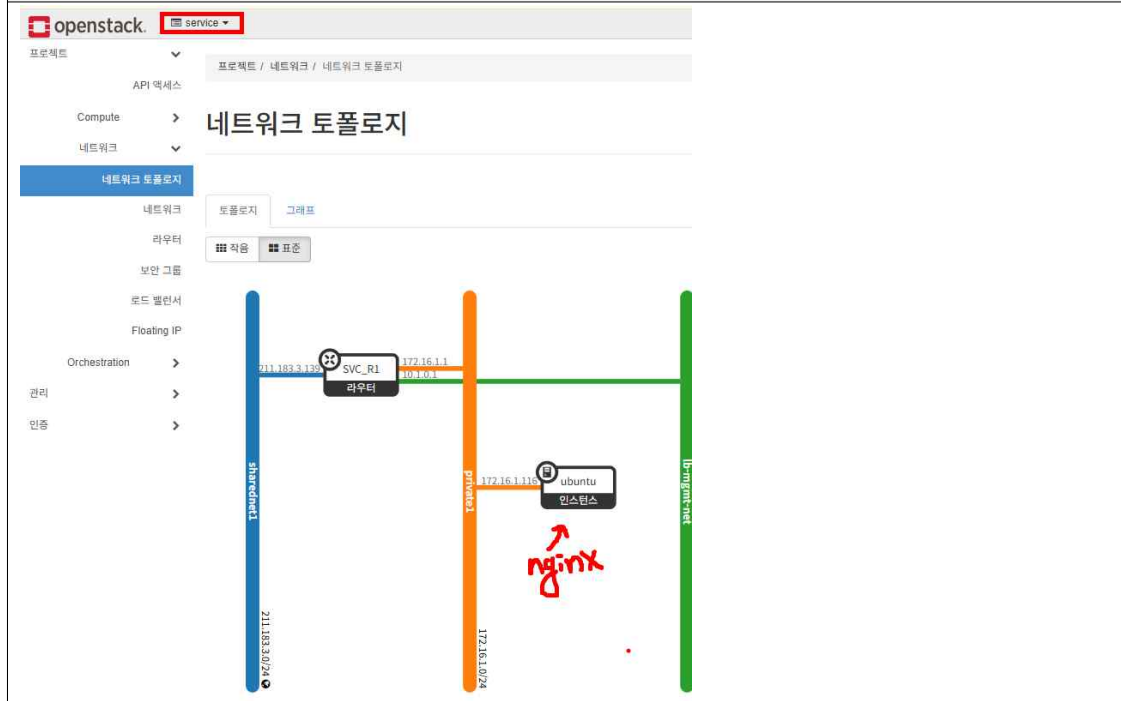 openstack. service
프로젝트
API 액세스
Compute
네트워크
네트워크 토폴로지
네트워크
라우터
보안 그룹
로드 밸런서
Floating IP
Orchestration
관리
인증
프로젝트 / 네트워크 / 네트워크 토폴로지
네트워크 토폴로지
토폴로지 그래프
작음 표준
211.183.3.139
SVC_R1
라우터
172.16.1.1
10.1.0.1
sharednet1
211.183.3.0/24
private1
172.16.1.0/24
172.16.1.116
ubuntu
인스턴스
nginx
lb-mgmt-net